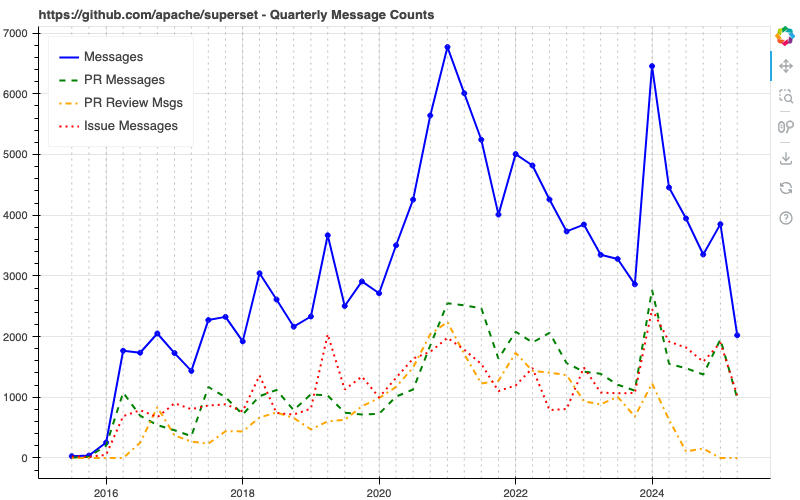 https://github.com/apache/superset - Quarterly Message Counts
7000
6000
5000
4000
3000
2000
1000
0
Messages
PR Messages
PR Review Msgs
Issue Messages
2016
2018
2020
2022
2024